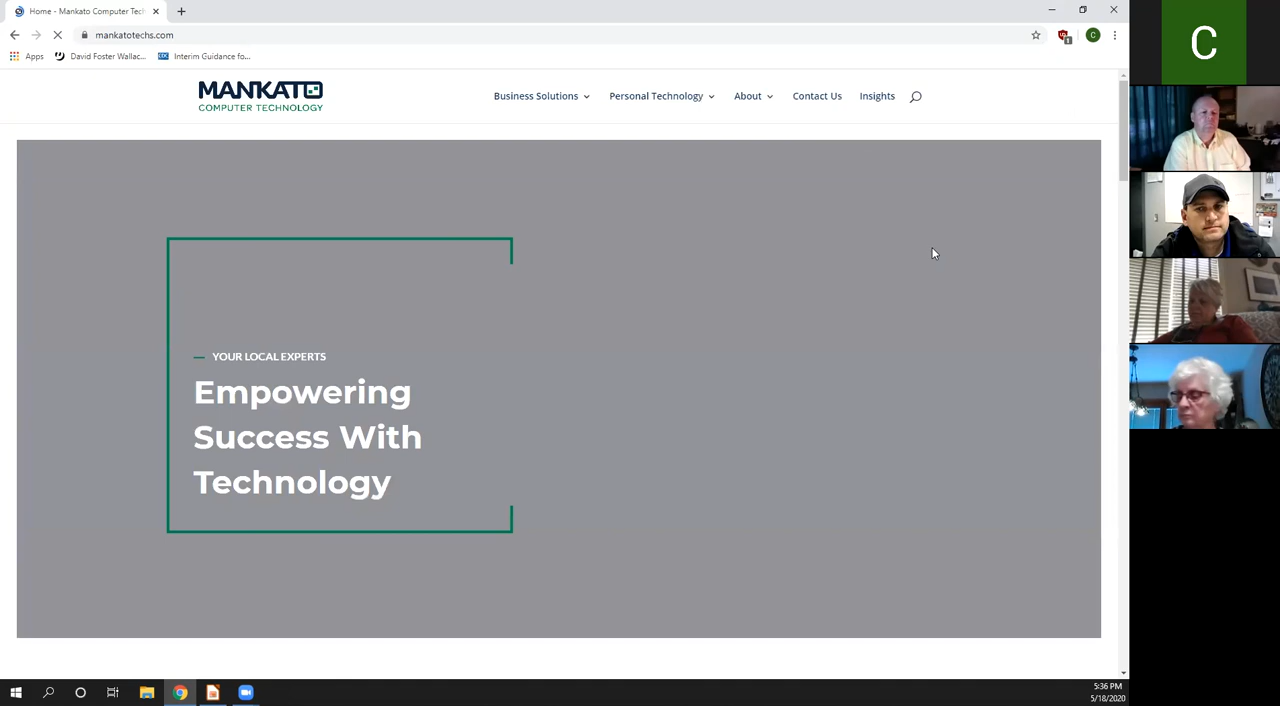 Home - Mankato Computer Tech
mankatotechs.com
Apps
David Foster Wallac...
Interim Guidance fo...
C
1
C
MANKATO
COMPUTER TECHNOLOGY
Business Solutions
Personal Technology
About
Contact Us
Insights
YOUR LOCAL EXPERTS
Empowering
Success With
Technology
5:36 PM
5/18/2020